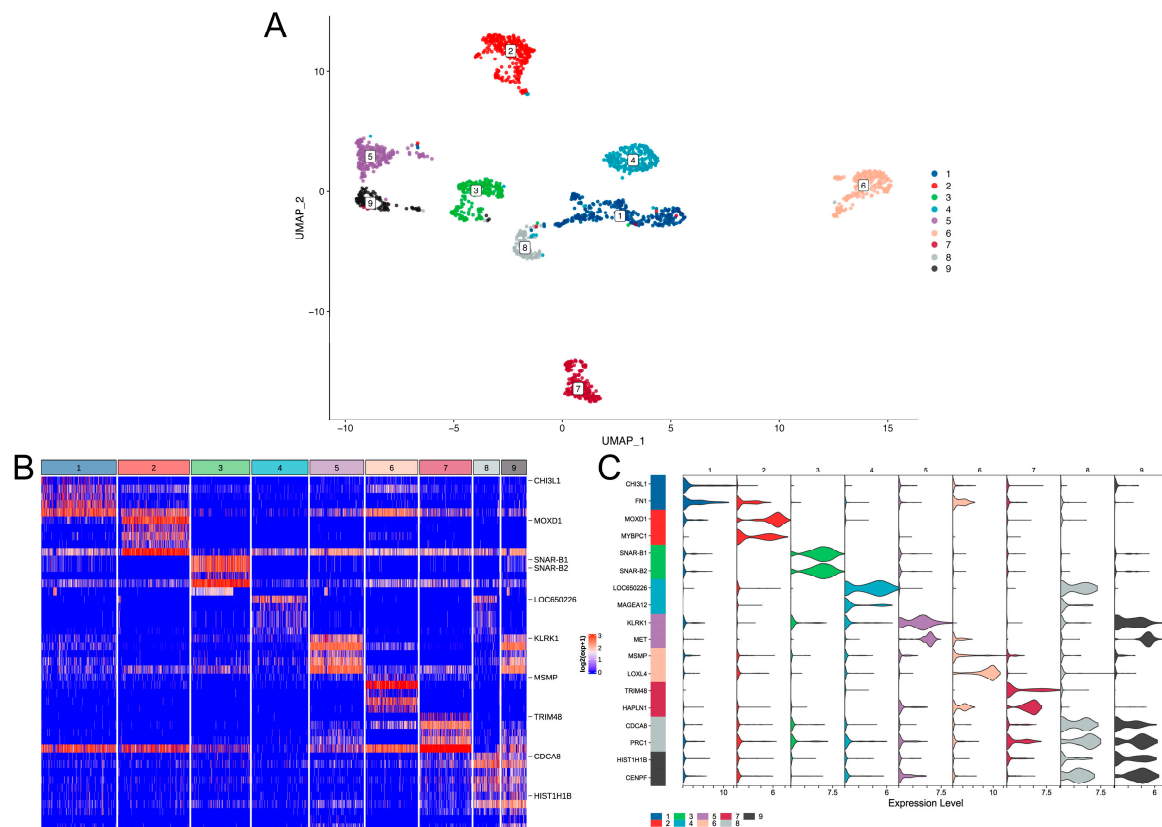 A
UMAP_2
10
0
−10
2
5
4
3
6
9
1
8
7
−10
−5
0
5
10
15
UMAP_1
1
2
3
4
5
6
7
8
9
B
1 2 3 4 5 6 7 8 9
CHI3L1
MOXD1
SNAR-B1
SNAR-B2
LOC650226
KLRK1
MSMP
TRIM48
CDCA8
HIST1H1B
log2(exp+1)
3
2
1
0
C
1 2 3 4 5 6 7 8 9
CHI3L1
FN1
MOXD1
MYBPC1
SNAR-B1
SNAR-B2
LOC650226
MAGEA12
KLRK1
MET
MSMP
LOXL4
TRIM48
HAPLN1
CDCA8
PRC1
HIST1H1B
CENPF
10 6 7.5 6 7.5 10 7.5 7.5 6
Expression Level
1 3 5 7 9
2 4 6 8